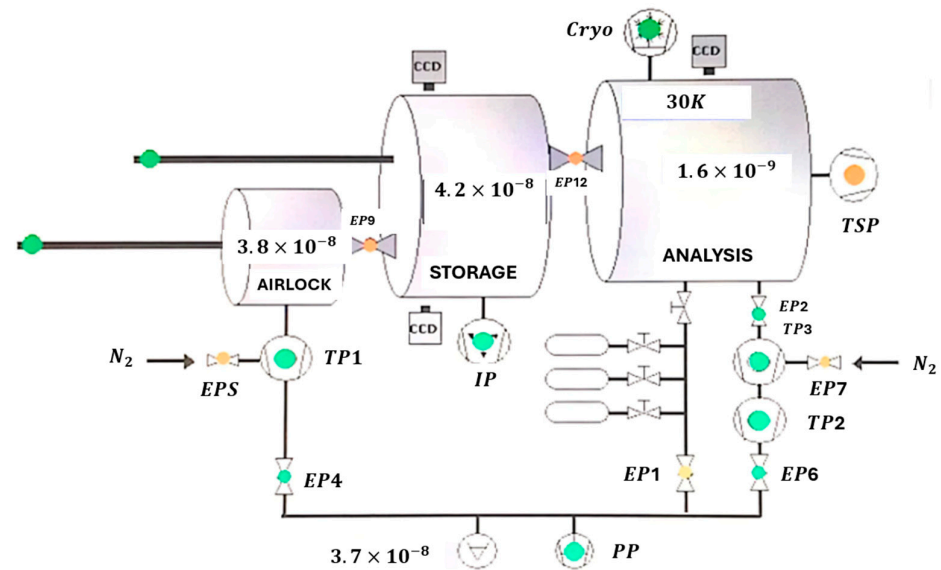 Cryo
CCD
CCD
30K
EP12
4.2 × 10⁻⁸
1.6 × 10⁻⁹
TSP
EP9
3.8 × 10⁻⁸
STORAGE
ANALYSIS
AIRLOCK
CCD
EP2
TP3
N₂
EPS
TP1
IP
EP7
N₂
TP2
EP4
EP1
EP6
3.7 × 10⁻⁸
PP